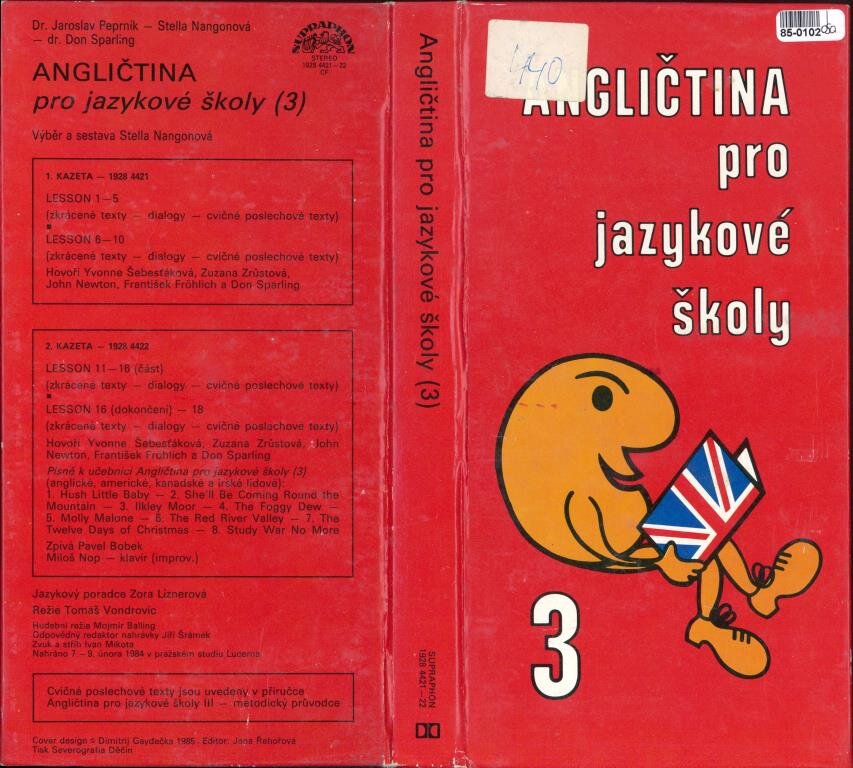 Dr. Jaroslav Peprník — Stella Nangonová
— dr. Don Sparling
SUPRAPHON
STEREO
1928 4421—22
CF
ANGLIČTINA
pro jazykové školy (3)
Výběr a sestava Stella Nangonová
1. KAZETA — 1928 4421
LESSON 1—5
(zkrácené texty — dialogy — cvičné poslechové texty)
LESSON 6—10
(zkrácené texty — dialogy — cvičné poslechové texty)
Hovoří Yvonne Šebesťáková, Zuzana Zrůstová,
John Newton, František Fröhlich a Don Sparling
2. KAZETA — 1928 4422
LESSON 11—16 (část)
(zkrácené texty — dialogy — cvičné poslechové texty)
LESSON 16 (dokončení) — 18
(zkrácené texty — dialogy — cvičné poslechové texty)
Hovoří Yvonne Šebesťáková, Zuzana Zrůstová, John
Newton, František Fröhlich a Don Sparling
Písně k učebnici Angličtina pro jazykové školy (3)
(anglické, americké, kanadské a irské lidové):
1. Hush Little Baby — 2. She'll Be Coming Round the
Mountain — 3. Ilkley Moor — 4. The Foggy Dew —
5. Molly Malone — 6. The Red River Valley — 7. The
Twelve Days of Christmas — 8. Study War No More
Zpívá Pavel Bobek
Miloš Nop — klavír (improv.)
Jazykový poradce Zora Líznerová
Režie Tomáš Vondrovic
Hudební režie Mojmír Balling
Odpovědný redaktor nahrávky Jiří Šrámek
Zvuk a střih Ivan Mikota
Nahráno 7.—9. února 1984 v pražském studiu Lucerna
Cvičné poslechové texty jsou uvedeny v příručce
Angličtina pro jazykové školy III — metodický průvodce
Cover design © Dimitrij Gaydečka 1985 · Editor: Jana Řehořová
Tisk Severografia Děčín
Angličtina pro jazykové školy (3)
SUPRAPHON
1928 4421—22
140
85-0102
ANGLIČTINA
pro
jazykové
školy
3